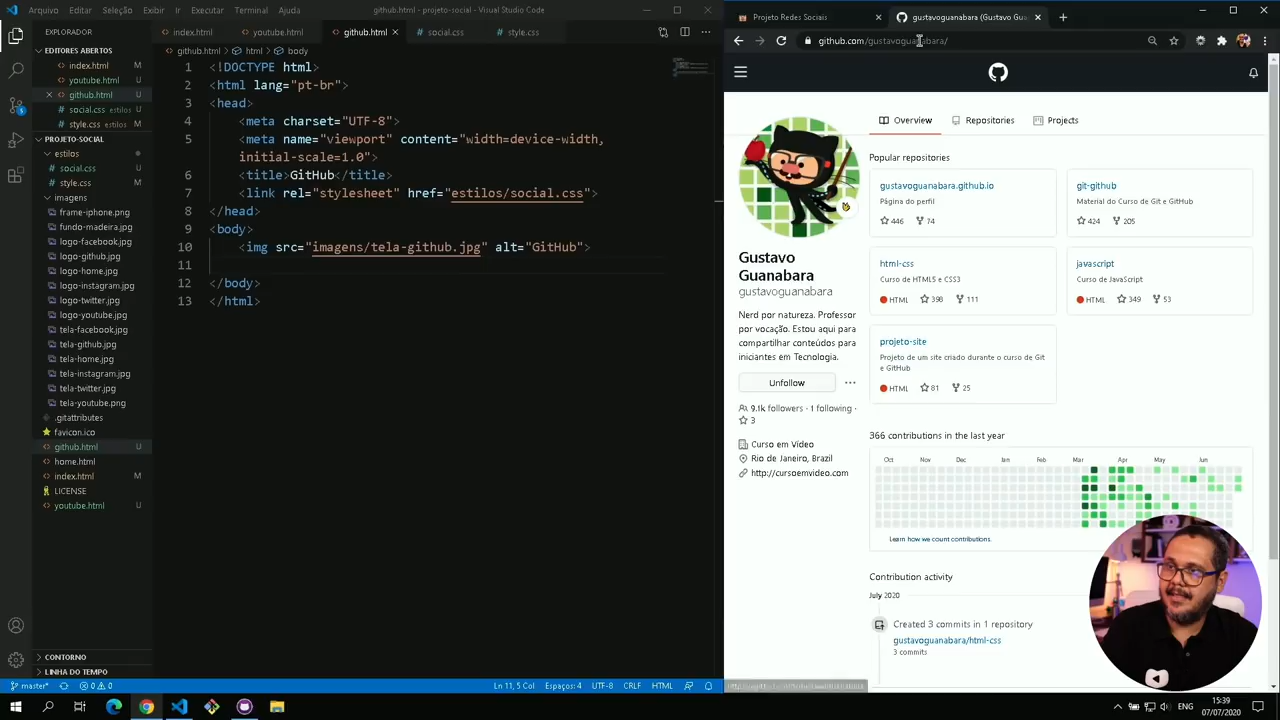 Arquivo Editar Seleção Exibir Ir Executar Terminal Ajuda
github.html - projeto-social - Visual Studio Code
EXPLORADOR
EDITORES ABERTOS
index.html M
youtube.html U
github.html U
social.css U
style.css estilos M
PROJETO-SOCIAL
estilos
social.css U
style.css M
imagens
frame-iphone.png
fundo-madeira.jpg
logo-facebook.jpg
logo-github.jpg
logo-home.jpg
logo-instagram.jpg
logo-twitter.jpg
logo-youtube.jpg
tela-facebook.jpg
tela-github.jpg
tela-home.jpg
tela-instagram.jpg
tela-twitter.jpg
tela-youtube.png
.gitattributes
favicon.ico
github.html U
home.html
index.html M
LICENSE
youtube.html U
CONTORNO
LINHA DO TEMPO
index.html
youtube.html
github.html
social.css
style.css
github.html > html > body
1 <!DOCTYPE html>
2 <html lang="pt-br">
3 <head>
4 <meta charset="UTF-8">
5 <meta name="viewport" content="width=device-width,
initial-scale=1.0">
6 <title>GitHub</title>
7 <link rel="stylesheet" href="estilos/social.css">
8 </head>
9 <body>
10 <img src="imagens/tela-github.jpg" alt="GitHub">
11
12 </body>
13 </html>
master*
0 0
Ln 11, Col 5
Espaços: 4
UTF-8
CRLF
HTML
Projeto Redes Sociais
gustavoguanabara (Gustavo Gua
github.com/gustavoguanabara/
Overview
Repositories
Projects
Gustavo
Guanabara
gustavoguanabara
Nerd por natureza. Professor
por vocação. Estou aqui para
compartilhar conteúdos para
iniciantes em Tecnologia.
Unfollow
9.1k followers · 1 following ·
3
Curso em Vídeo
Rio de Janeiro, Brazil
http://cursoemvideo.com
Popular repositories
gustavoguanabara.github.io
Página do perfil
446 74
git-github
Material do Curso de Git e GitHub
424 205
html-css
Curso de HTML5 e CSS3
HTML 398 111
javascript
Curso de JavaScript
HTML 349 53
projeto-site
Projeto de um site criado durante o curso de Git
e GitHub
HTML 81 25
366 contributions in the last year
Oct Nov Dec Jan Feb Mar Apr May Jun
Learn how we count contributions.
Contribution activity
July 2020
Created 3 commits in 1 repository
gustavoguanabara/html-css
3 commits
ENG
15:39
07/07/2020